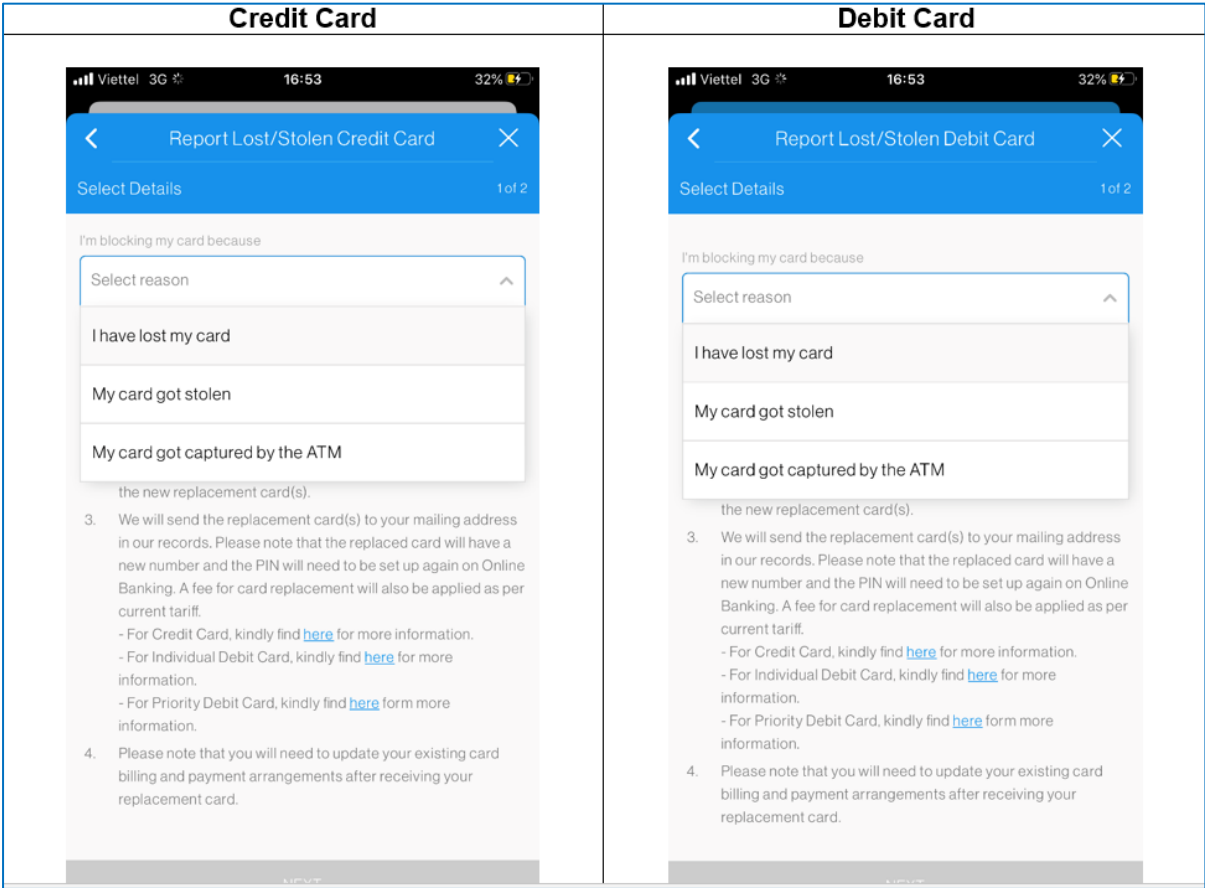 Credit Card
Debit Card
Viettel 3G 16:53 32%
Report Lost/Stolen Credit Card
Select Details 1 of 2
I'm blocking my card because
Select reason
I have lost my card
My card got stolen
My card got captured by the ATM
the new replacement card(s).
3. We will send the replacement card(s) to your mailing address
in our records. Please note that the replaced card will have a
new number and the PIN will need to be set up again on Online
Banking. A fee for card replacement will also be applied as per
current tariff.
- For Credit Card, kindly find here for more information.
- For Individual Debit Card, kindly find here for more
information.
- For Priority Debit Card, kindly find here form more
information.
4. Please note that you will need to update your existing card
billing and payment arrangements after receiving your
replacement card.
NEXT
Viettel 3G 16:53 32%
Report Lost/Stolen Debit Card
Select Details 1 of 2
I'm blocking my card because
Select reason
I have lost my card
My card got stolen
My card got captured by the ATM
the new replacement card(s).
3. We will send the replacement card(s) to your mailing address
in our records. Please note that the replaced card will have a
new number and the PIN will need to be set up again on Online
Banking. A fee for card replacement will also be applied as per
current tariff.
- For Credit Card, kindly find here for more information.
- For Individual Debit Card, kindly find here for more
information.
- For Priority Debit Card, kindly find here form more
information.
4. Please note that you will need to update your existing card
billing and payment arrangements after receiving your
replacement card.
NEXT